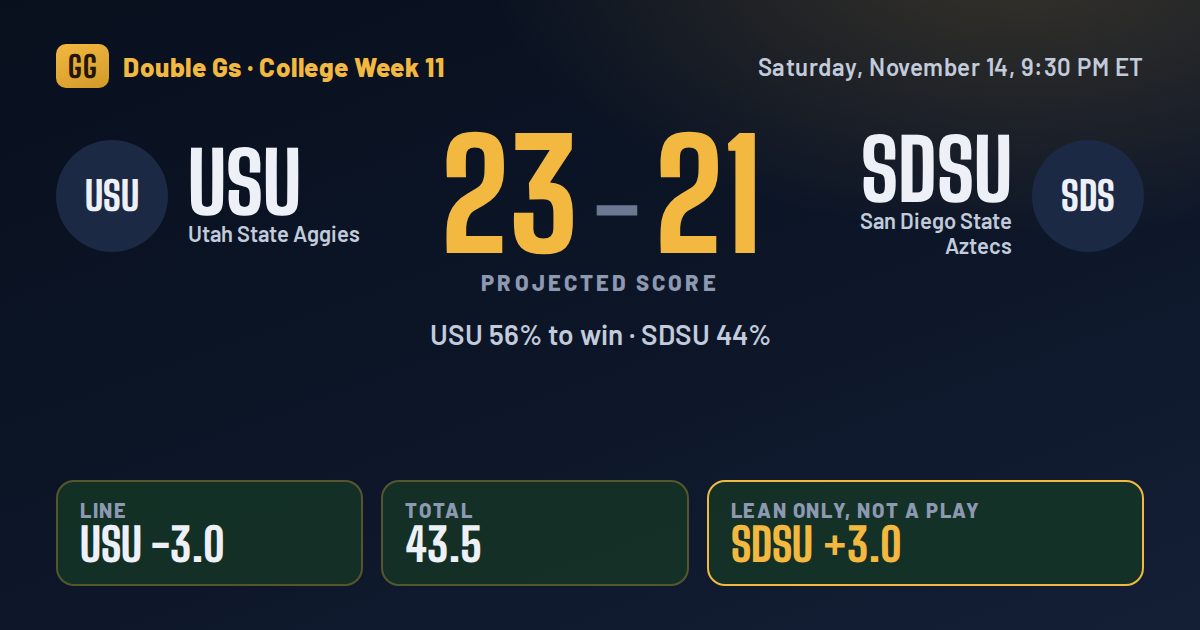 GG Double Gs · College Week 11
Saturday, November 14, 9:30 PM ET
USU
USU
Utah State Aggies
23 – 21
PROJECTED SCORE
USU 56% to win · SDSU 44%
SDSU
San Diego State
Aztecs
SDS
LINE
USU −3.0
TOTAL
43.5
LEAN ONLY, NOT A PLAY
SDSU +3.0